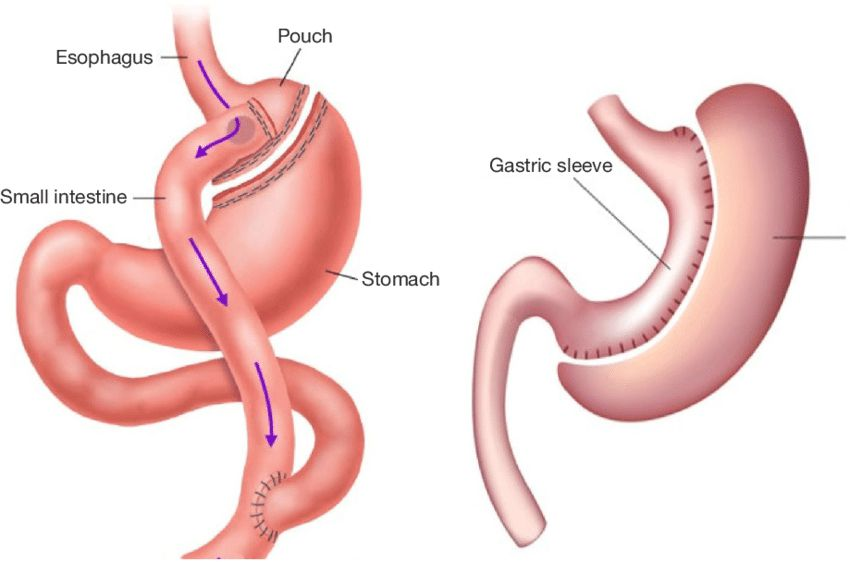 Pouch
Esophagus
Small intestine
Stomach
Gastric sleeve